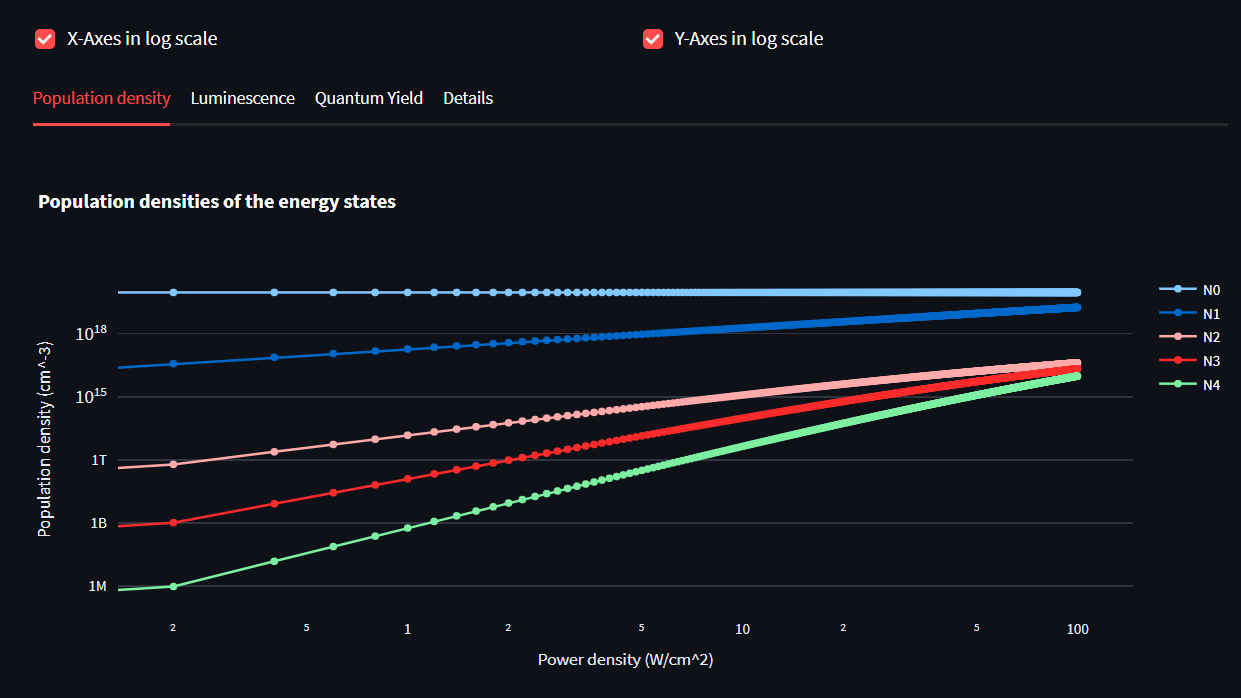 X-Axes in log scale
Y-Axes in log scale
Population density Luminescence Quantum Yield Details
Population densities of the energy states
Population density (cm^-3)
10^18
10^15
1T
1B
1M
2 5 1 2 5 10 2 5 100
Power density (W/cm^2)
N0
N1
N2
N3
N4